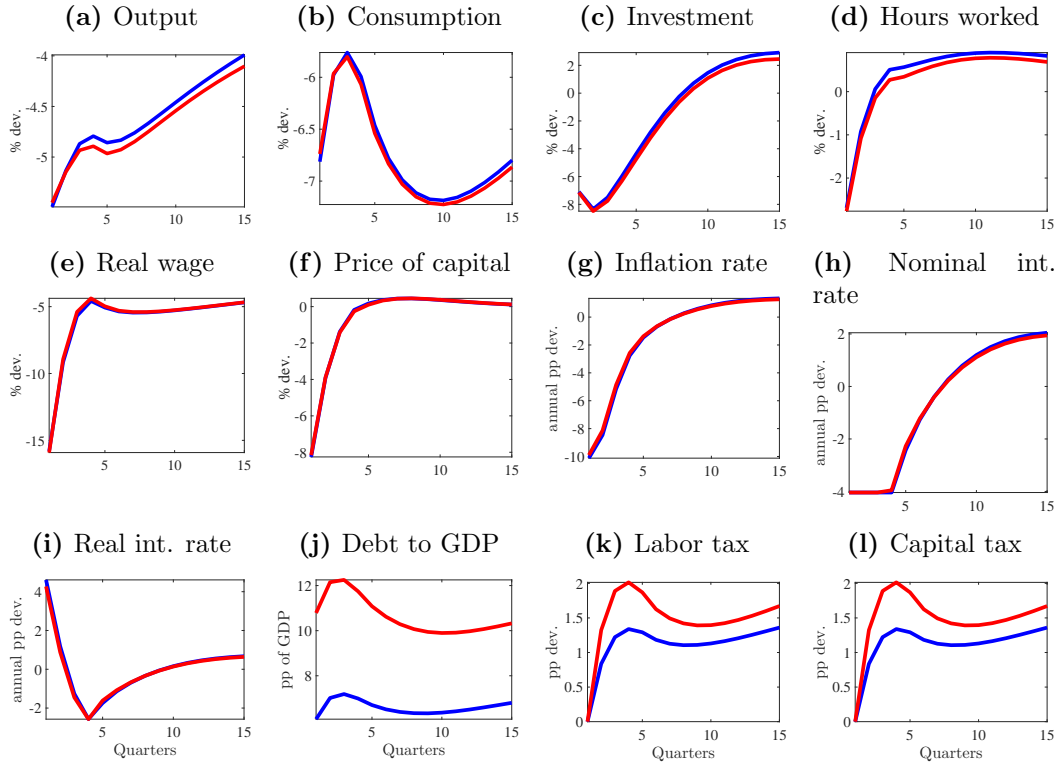 (a) Output
(b) Consumption
(c) Investment
(d) Hours worked
% dev.
-4
-4.5
-5
5
10
15
% dev.
-6
-6.5
-7
5
10
15
% dev.
2
0
-2
-4
-6
-8
5
10
15
% dev.
0
-1
-2
5
10
15
(e) Real wage
(f) Price of capital
(g) Inflation rate
(h) Nominal int.
rate
% dev.
-5
-10
-15
5
10
15
% dev.
0
-2
-4
-6
-8
5
10
15
annual pp dev.
0
-2
-4
-6
-8
-10
5
10
15
annual pp dev.
2
0
-2
-4
5
10
15
(i) Real int. rate
(j) Debt to GDP
(k) Labor tax
(l) Capital tax
annual pp dev.
4
2
0
-2
5
10
15
Quarters
pp of GDP
12
10
8
5
10
15
Quarters
pp dev.
2
1.5
1
0.5
0
5
10
15
Quarters
pp dev.
2
1.5
1
0.5
0
5
10
15
Quarters